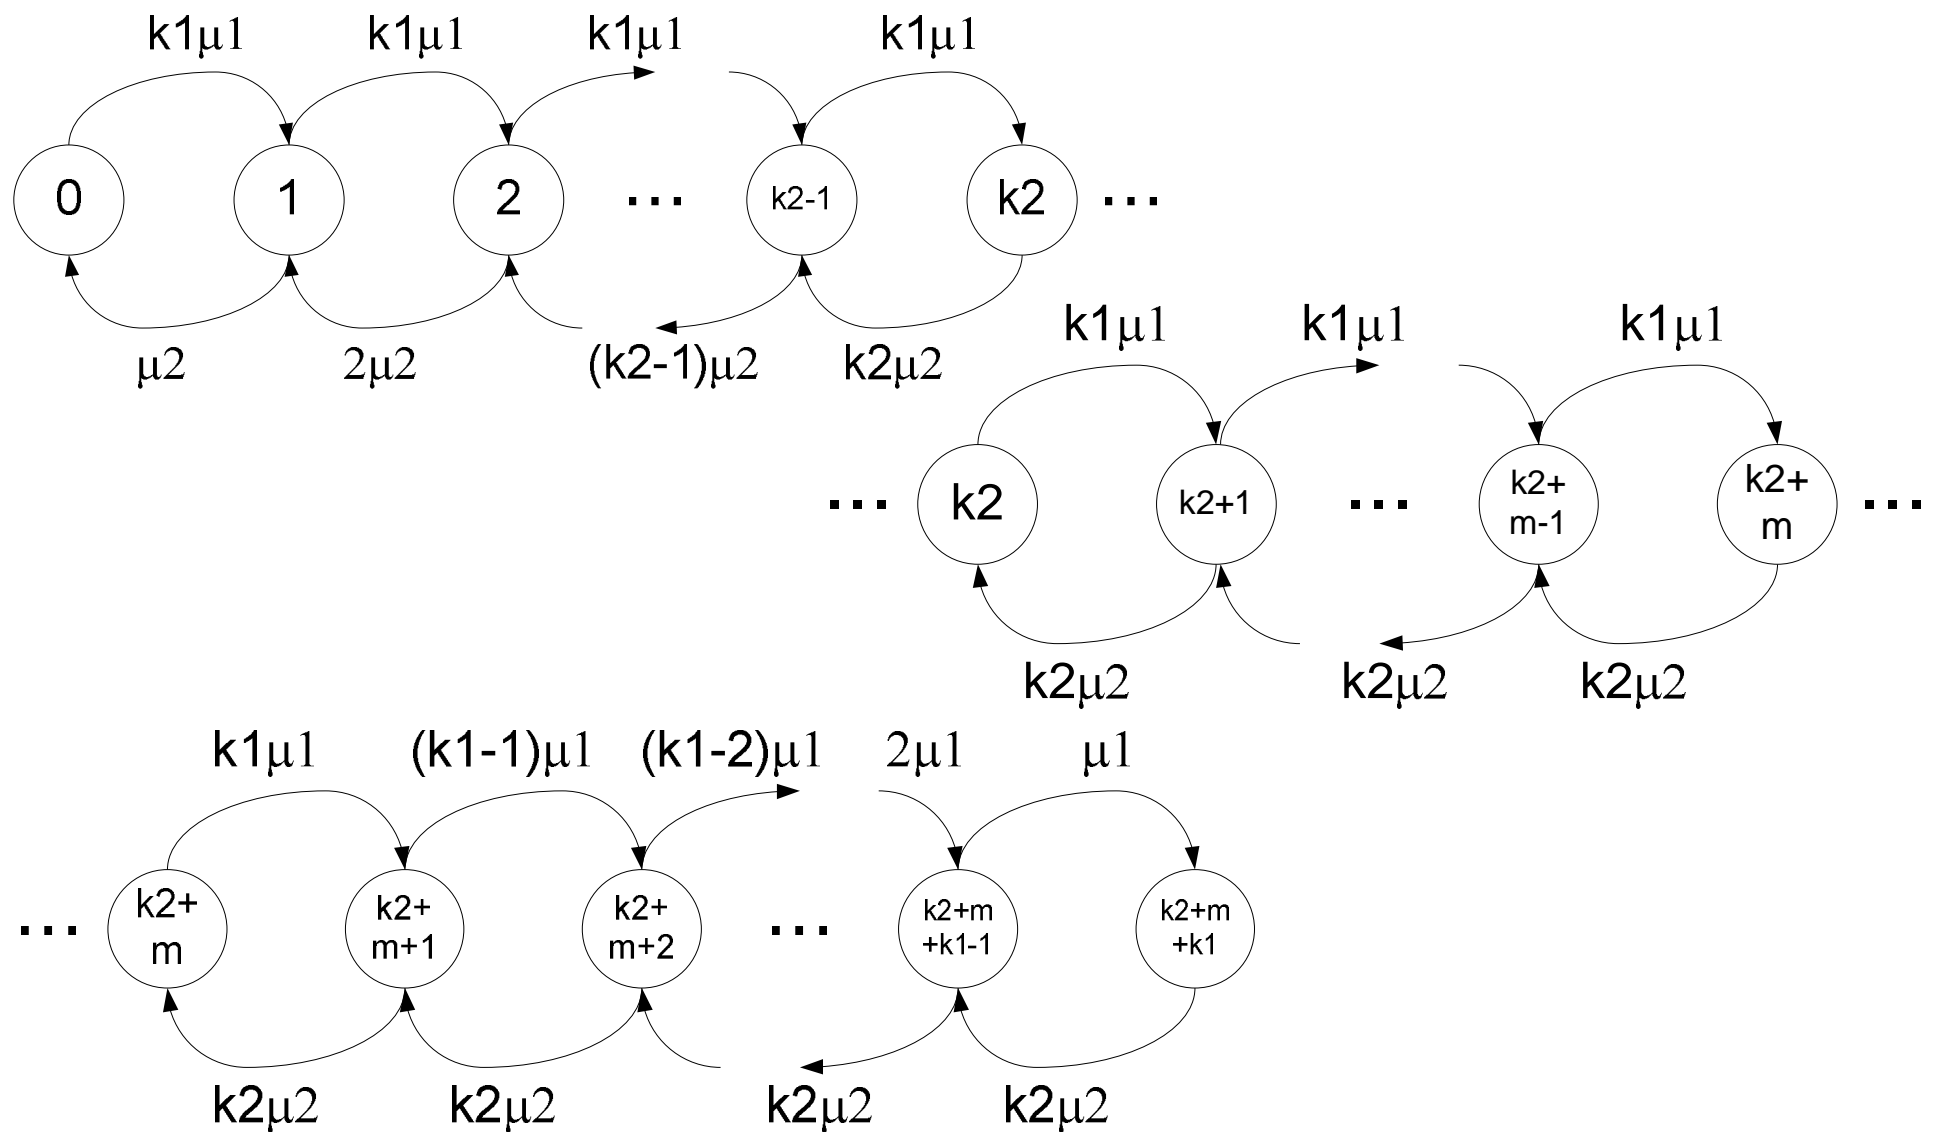 k1μ1 k1μ1 k1μ1 k1μ1
0 1 2 ... k2-1 k2 ...
μ2 2μ2 (k2-1)μ2 k2μ2
k1μ1 k1μ1 k1μ1
... k2 k2+1 ... k2+ k2+ ...
m-1 m
k2μ2 k2μ2 k2μ2
k1μ1 (k1-1)μ1 (k1-2)μ1 2μ1 μ1
... k2+ k2+ k2+ ... k2+m k2+m
m m+1 m+2 +k1-1 +k1
k2μ2 k2μ2 k2μ2 k2μ2